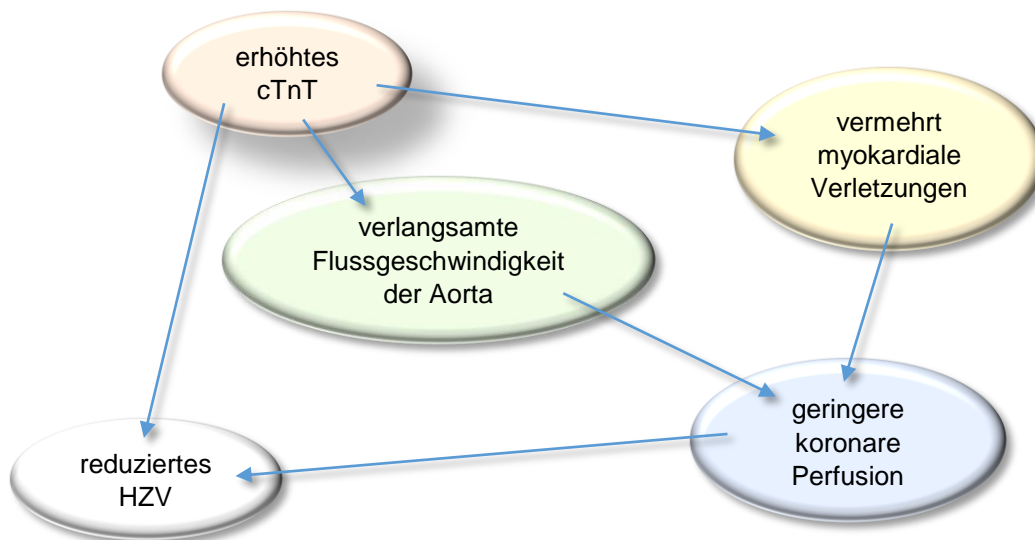 erhöhtes
cTnT
vermehrt
myokardiale
Verletzungen
verlangsamte
Flussgeschwindigkeit
der Aorta
geringere
koronare
Perfusion
reduziertes
HZV